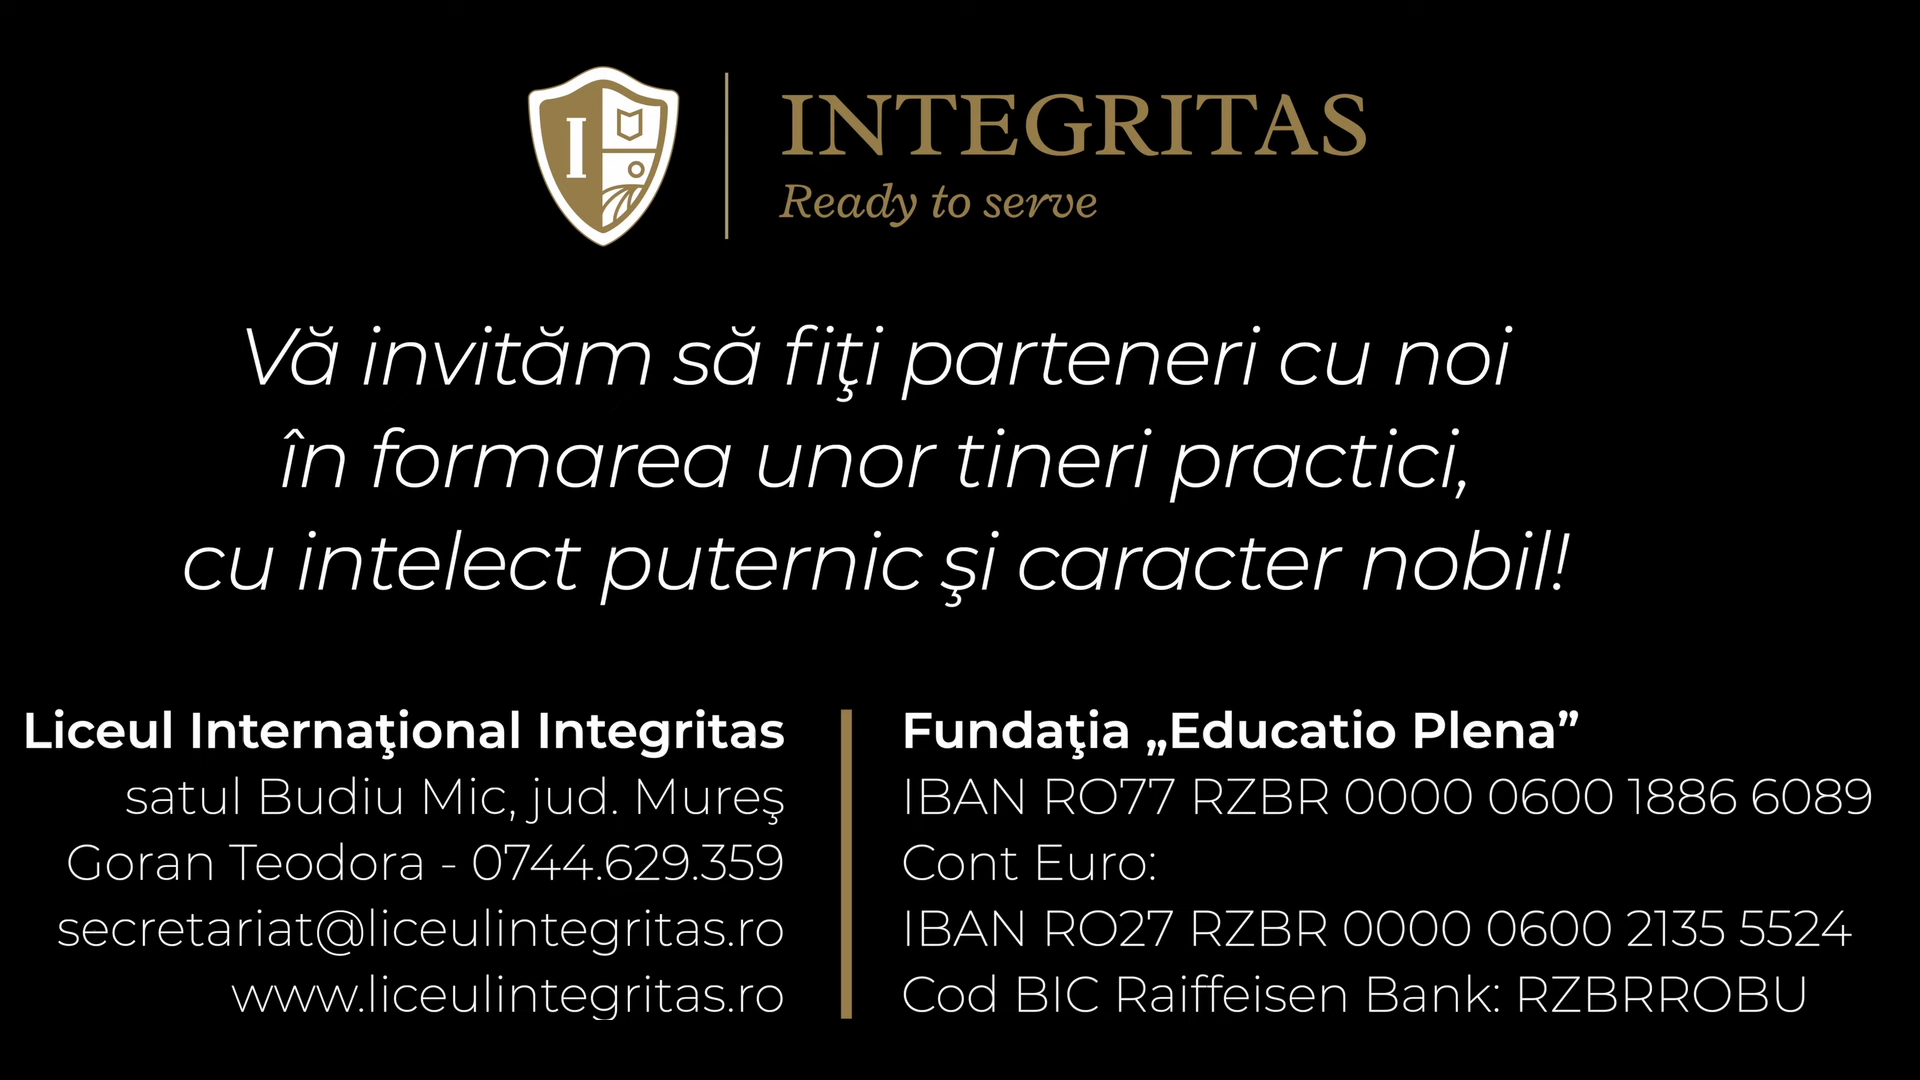 I
INTEGRITAS
Ready to serve
Vă invităm să fiţi parteneri cu noi
în formarea unor tineri practici,
cu intelect puternic şi caracter nobil!
Liceul Internaţional Integritas
satul Budiu Mic, jud. Mureş
Goran Teodora - 0744.629.359
secretariat@liceulintegritas.ro
www.liceulintegritas.ro
Fundaţia „Educatio Plena”
IBAN RO77 RZBR 0000 0600 1886 6089
Cont Euro:
IBAN RO27 RZBR 0000 0600 2135 5524
Cod BIC Raiffeisen Bank: RZBRROBU